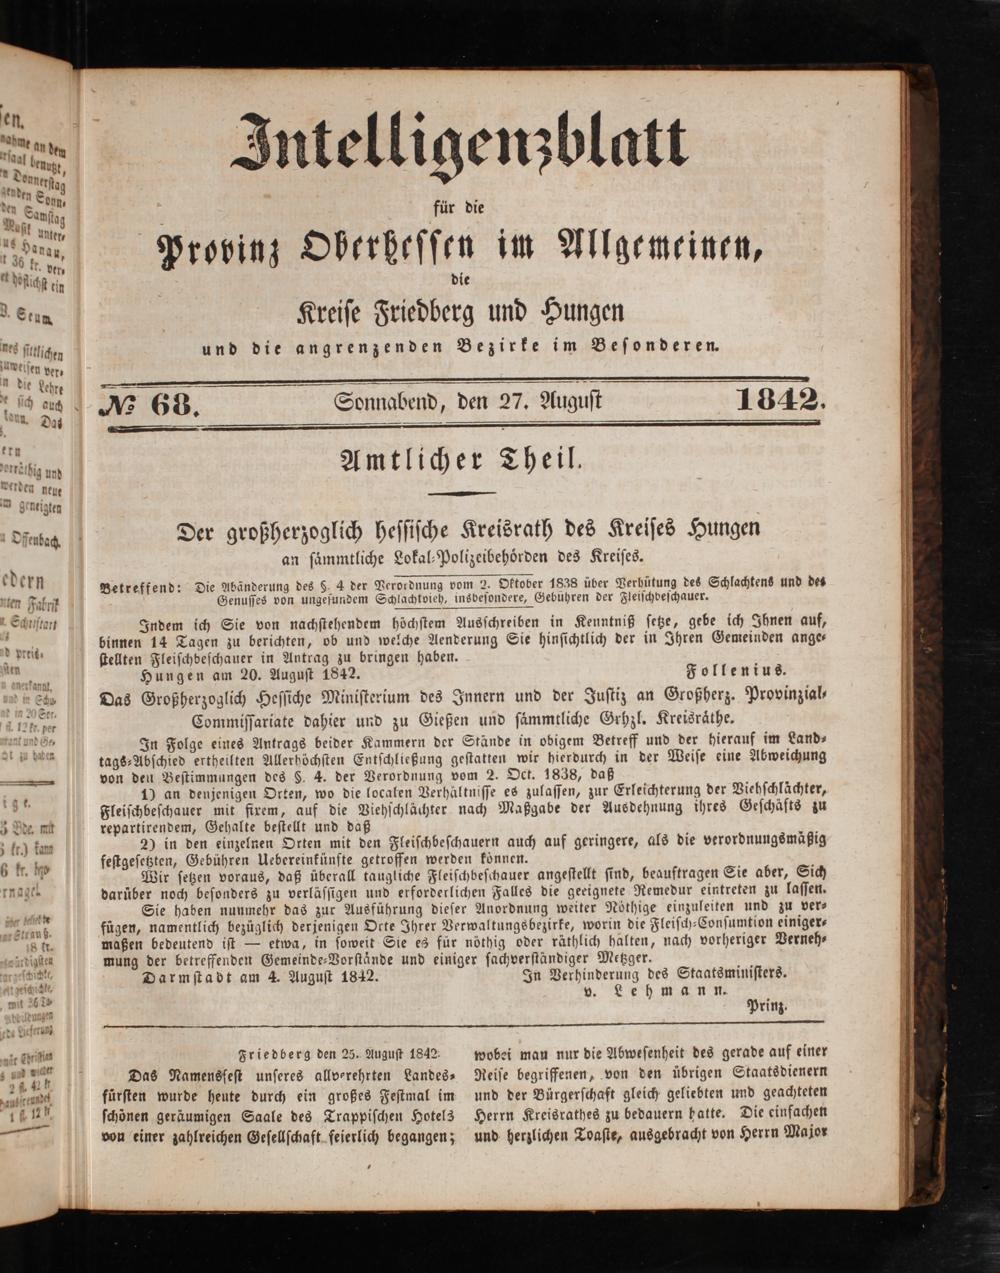 Intelligenzblatt
für die
Provinz Oberhessen im Allgemeinen,
die
Kreise Friedberg und Hungen
und die angrenzenden Bezirke im Besonderen.
№ 68. Sonnabend, den 27. August 1842.
Amtlicher Theil.
Der großherzoglich hessische Kreisrath des Kreises Hungen
an sämmtliche Lokal-Polizeibehörden des Kreises.
Betreffend: Die Abänderung des §. 4 der Verordnung vom 2. Oktober 1838 über Verhütung des Schlachtens und des
Genusses von ungesundem Schlachtvieh, insbesondere, Gebühren der Fleischbeschauer.
Indem ich Sie von nachstehendem höchstem Ausschreiben in Kenntniß setze, gebe ich Ihnen auf,
binnen 14 Tagen zu berichten, ob und welche Aenderung Sie hinsichtlich der in Ihren Gemeinden ange-
stellten Fleischbeschauer in Antrag zu bringen haben.
Hungen am 20. August 1842. Follenius.
Das Großherzoglich Hessiche Ministerium des Innern und der Justiz an Großherz. Provinzial-
Commissariate dahier und zu Gießen und sämmtliche Grhzl. Kreisräthe.
In Folge eines Antrags beider Kammern der Stände in obigem Betreff und der hierauf im Land-
tags-Abschied ertheilten Allerhöchsten Entschließung gestatten wir hierdurch in der Weise eine Abweichung
von den Bestimmungen des §. 4. der Verordnung vom 2. Oct. 1838, daß
1) an denjenigen Orten, wo die localen Verhältnisse es zulassen, zur Erleichterung der Viehschlächter,
Fleischbeschauer mit fixem, auf die Viehschlächter nach Maßgabe der Ausdehnung ihres Geschäfts zu
repartirendem, Gehalte bestellt und daß
2) in den einzelnen Orten mit den Fleischbeschauern auch auf geringere, als die verordnungsmäßig
festgesetzten, Gebühren Uebereinkünfte getroffen werden können.
Wir setzen voraus, daß überall taugliche Fleischbeschauer angestellt sind, beauftragen Sie aber, Sich
darüber noch besonders zu verlässigen und erforderlichen Falles die geeignete Remedur eintreten zu lassen.
Sie haben nunmehr das zur Ausführung dieser Anordnung weiter Nöthige einzuleiten und zu ver-
fügen, namentlich bezüglich derjenigen Orte Ihrer Verwaltungsbezirke, worin die Fleisch-Consumtion einiger-
maßen bedeutend ist — etwa, in soweit Sie es für nöthig oder räthlich halten, nach vorheriger Verneh-
mung der betreffenden Gemeinde-Vorstände und einiger sachverständiger Metzger.
Darmstadt am 4. August 1842. In Verhinderung des Staatsministers.
v. Lehmann.
Prinz.
Friedberg den 25. August 1842.
Das Namensfest unseres allverehrten Landes-
fürsten wurde heute durch ein großes Festmal im
schönen geräumigen Saale des Trappischen Hotels
von einer zahlreichen Gesellschaft feierlich begangen;
wobei man nur die Abwesenheit des gerade auf einer
Reise begriffenen, von den übrigen Staatsdienern
und der Bürgerschaft gleich geliebten und geachteten
Herrn Kreisrathes zu bedauern hatte. Die einfachen
und herzlichen Toaste, ausgebracht von Herrn Major